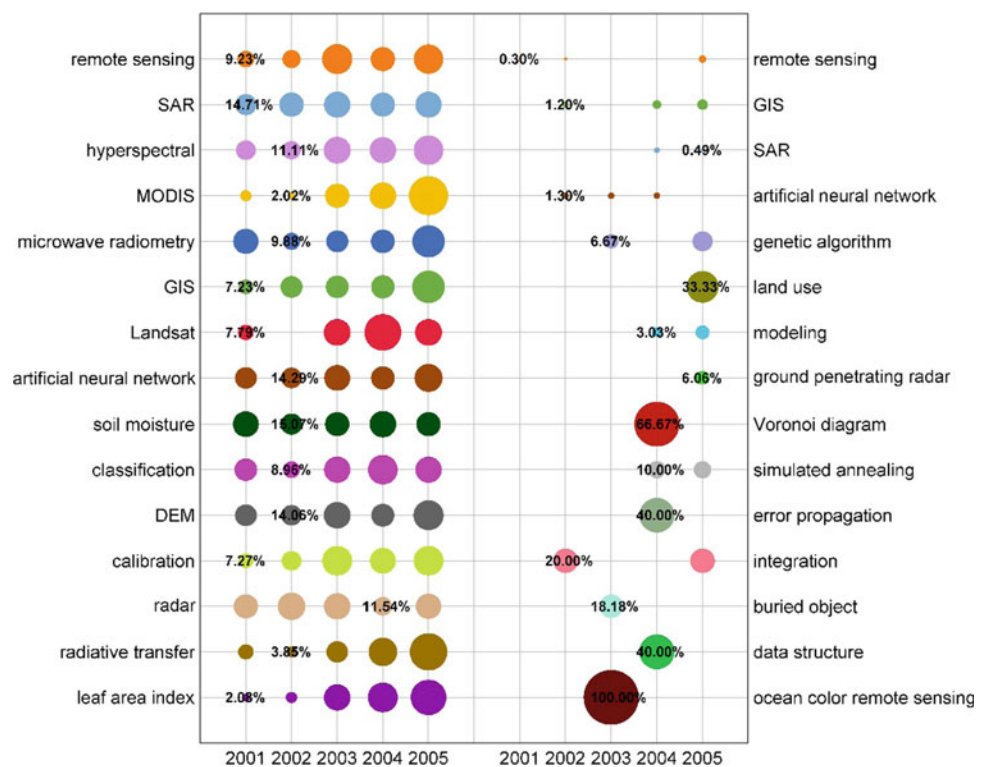 remote sensing 9.23% 0.30% remote sensing
SAR 14.71% 1.20% GIS
hyperspectral 11.11% 0.49% SAR
MODIS 2.02% 1.30% artificial neural network
microwave radiometry 9.88% 6.67% genetic algorithm
GIS 7.23% 33.33% land use
Landsat 7.79% 3.03% modeling
artificial neural network 14.29% 6.06% ground penetrating radar
soil moisture 15.07% 66.67% Voronoi diagram
classification 8.96% 10.00% simulated annealing
DEM 14.06% 40.00% error propagation
calibration 7.27% 20.00% integration
radar 11.54% 18.18% buried object
radiative transfer 3.85% 40.00% data structure
leaf area index 2.08% 100.00% ocean color remote sensing
2001 2002 2003 2004 2005 2001 2002 2003 2004 2005